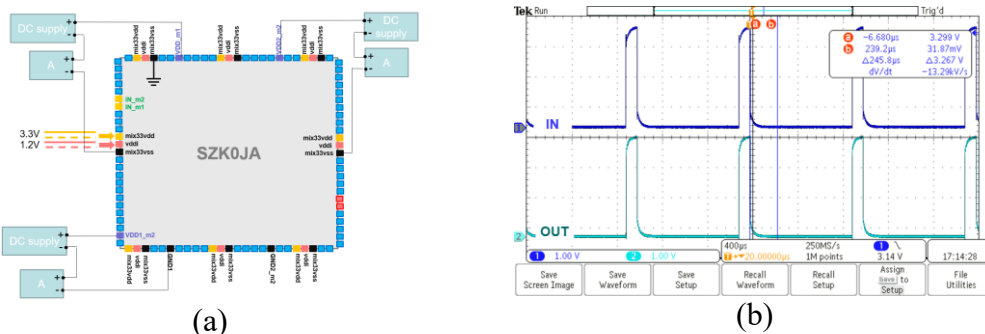 DC supply
+
-
A
+
-
mix33vdd
vddi
mix33vss
VDD_m1
mix33vdd
vddi
mix33vss
VDD2_m2
mix33vdd
vddi
mix33vss
+
-
DC supply
+
-
A
IN_m2
IN_m1
3.3V
1.2V
mix33vdd
vddi
mix33vss
SZK0JA
mix33vdd
vddi
mix33vss
DC supply
+
-
A
+
-
VDD1_m2
mix33vdd
vddi
mix33vss
GND1
mix33vdd
vddi
mix33vss
GND2_m2
mix33vdd
vddi
mix33vss
(a)
Tek Run
Trig'd
a
b
a -6.680µs 3.299 V
b 239.2µs 31.87mV
Δ245.8µs Δ3.267 V
dV/dt -13.29kV/s
1 IN
2 OUT
1 1.00 V 2 1.00 V
400µs 250MS/s
T→▼20.00000µs 1M points
1 \ 3.14 V
17:14:28
Save Screen Image
Save Waveform
Save Setup
Recall Waveform
Recall Setup
Assign Save to Setup
File Utilities
(b)